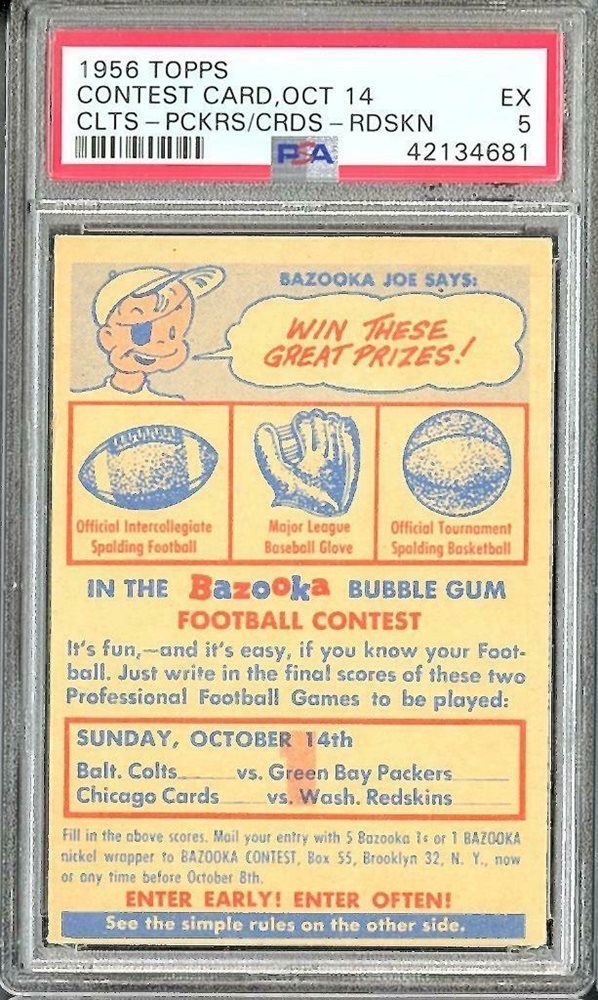 1956 TOPPS
CONTEST CARD,OCT 14 EX
CLTS-PCKRS/CRDS-RDSKN 5
PSA 42134681
BAZOOKA JOE SAYS:
WIN THESE
GREAT PRIZES!
Official Intercollegiate
Spalding Football
Major League
Baseball Glove
Official Tournament
Spalding Basketball
IN THE Bazooka BUBBLE GUM
FOOTBALL CONTEST
It's fun,—and it's easy, if you know your Foot-
ball. Just write in the final scores of these two
Professional Football Games to be played:
SUNDAY, OCTOBER 14th
Balt. Colts____vs. Green Bay Packers____
Chicago Cards____vs. Wash. Redskins____
Fill in the above scores. Mail your entry with 5 Bazooka 1¢ or 1 BAZOOKA
nickel wrapper to BAZOOKA CONTEST, Box 55, Brooklyn 32, N. Y., now
or any time before October 8th.
ENTER EARLY! ENTER OFTEN!
See the simple rules on the other side.